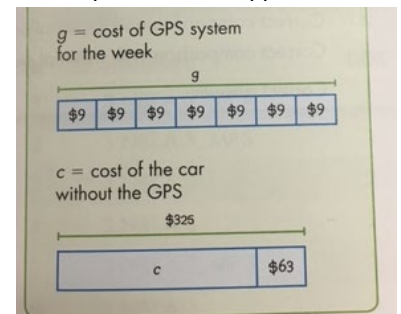 g = cost of GPS system
for the week
g
$9 $9 $9 $9 $9 $9 $9
c = cost of the car
without the GPS
$325
c $63